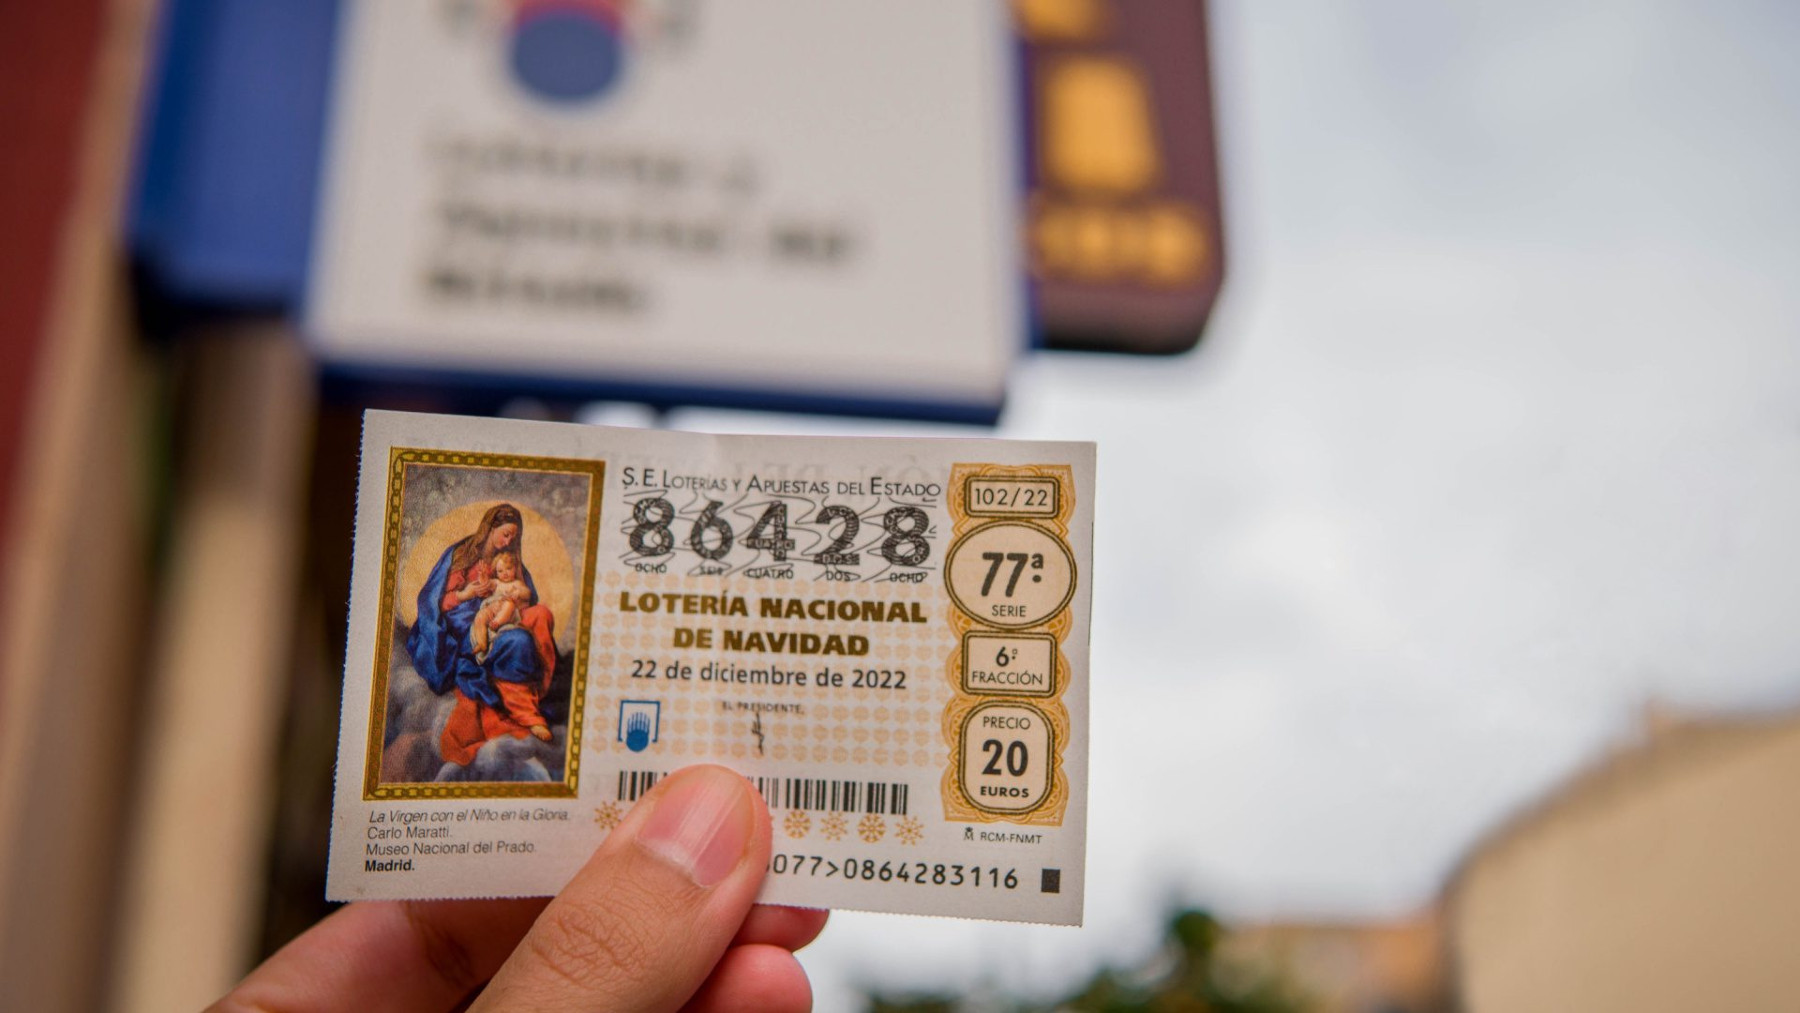 S.E. LOTERÍAS Y APUESTAS DEL ESTADO
86428
OCHO SEIS CUATRO DOS OCHO
LOTERÍA NACIONAL
DE NAVIDAD
22 de diciembre de 2022
EL PRESIDENTE,
102/22
77ª
SERIE
6ª
FRACCIÓN
PRECIO
20
EUROS
RCM-FNMT
La Virgen con el Niño en la Gloria.
Carlo Maratti.
Museo Nacional del Prado.
Madrid.
077>0864283116